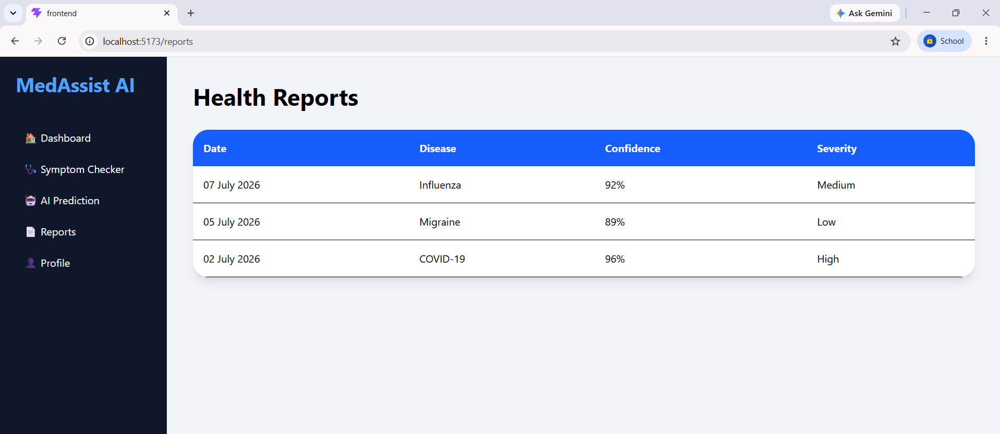 frontend
Ask Gemini
localhost:5173/reports
School
MedAssist AI
Dashboard
Symptom Checker
AI Prediction
Reports
Profile
Health Reports
Date Disease Confidence Severity
07 July 2026 Influenza 92% Medium
05 July 2026 Migraine 89% Low
02 July 2026 COVID-19 96% High